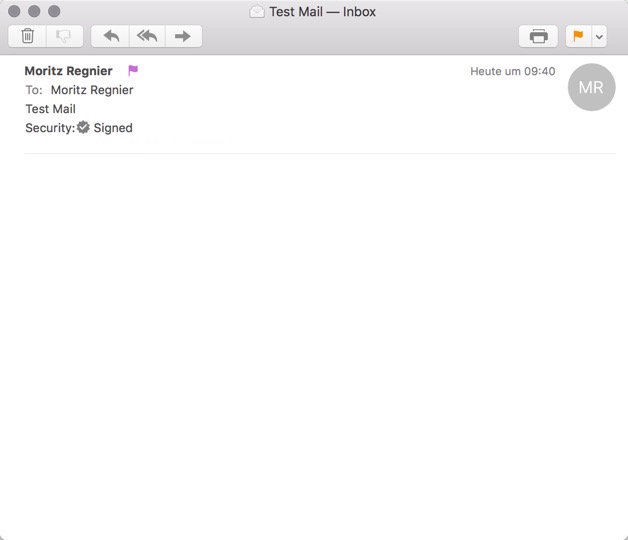 Test Mail — Inbox
Moritz Regnier
Heute um 09:40
MR
To: Moritz Regnier
Test Mail
Security: Signed